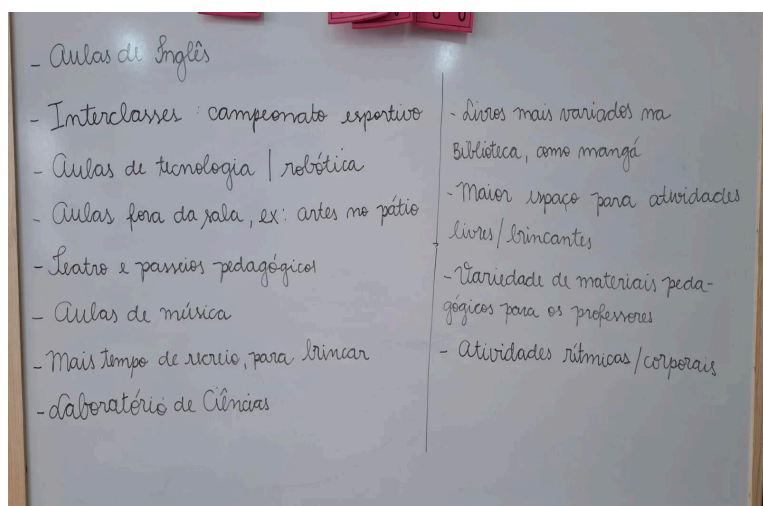 - Aulas de Inglês
- Interclasses: campeonato esportivo
- Aulas de tecnologia | robótica
- Aulas fora da sala, ex: artes no pátio
- Teatro e passeios pedagógicos
- Aulas de música
- Mais tempo de recreio, para brincar
- Laboratório de Ciências
- Livros mais variados na
Biblioteca, como mangá
- Maior espaço para atividades
livres/brincantes
- Variedade de materiais peda-
gógicos para os professores
- Atividades rítmicas/corporais